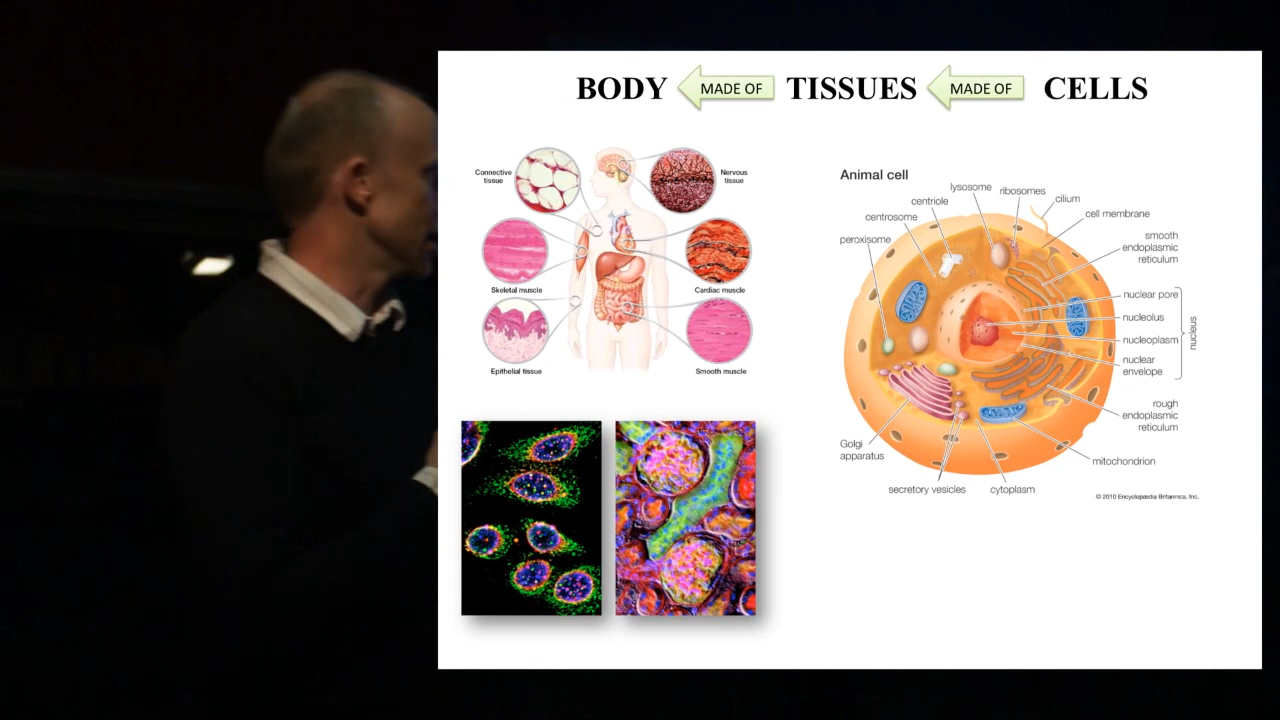 BODY MADE OF TISSUES MADE OF CELLS
Connective
tissue
Nervous
tissue
Skeletal muscle
Cardiac muscle
Epithelial tissue
Smooth muscle
Animal cell
lysosome
ribosomes
cilium
centriole
cell membrane
centrosome
peroxisome
smooth
endoplasmic
reticulum
nuclear pore
nucleolus
nucleoplasm
nuclear
envelope
nucleus
rough
endoplasmic
reticulum
Golgi
apparatus
mitochondrion
secretory vesicles
cytoplasm
© 2010 Encyclopædia Britannica, Inc.